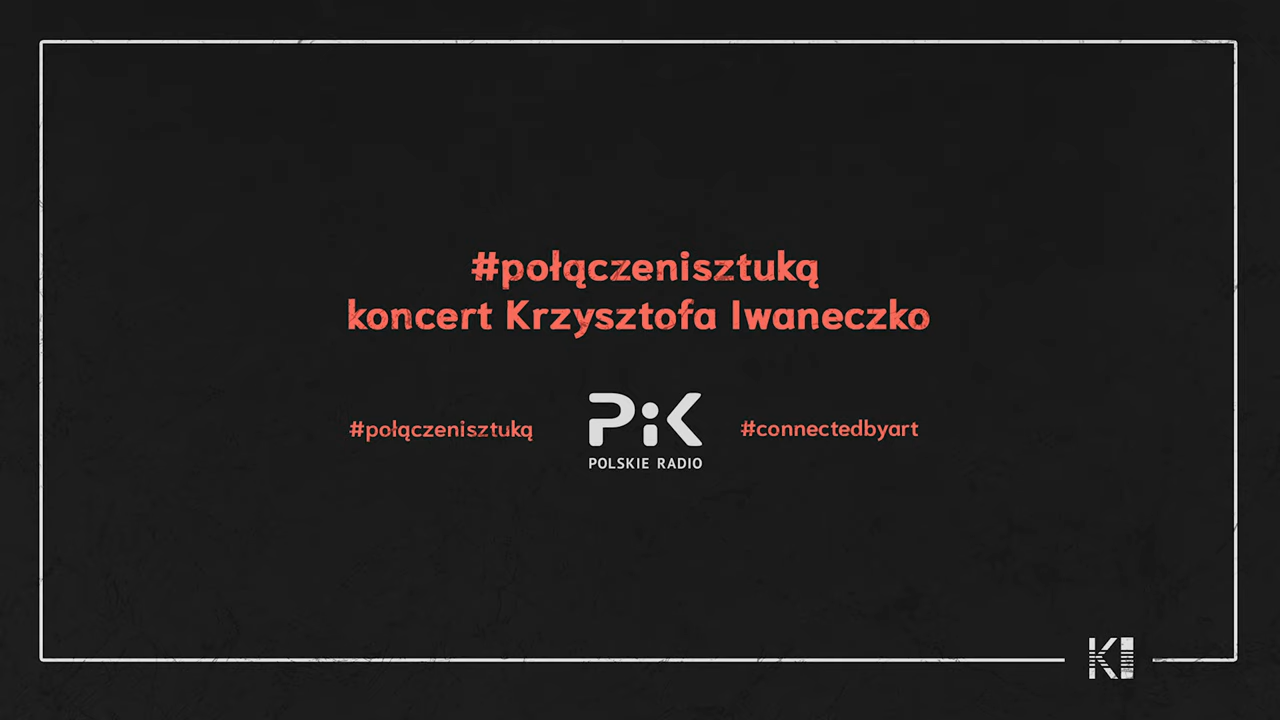 #połączenisztuką
koncert Krzysztofa Iwaneczko
#połączenisztuką
PiK
POLSKIE RADIO
#connectedbyart
KI